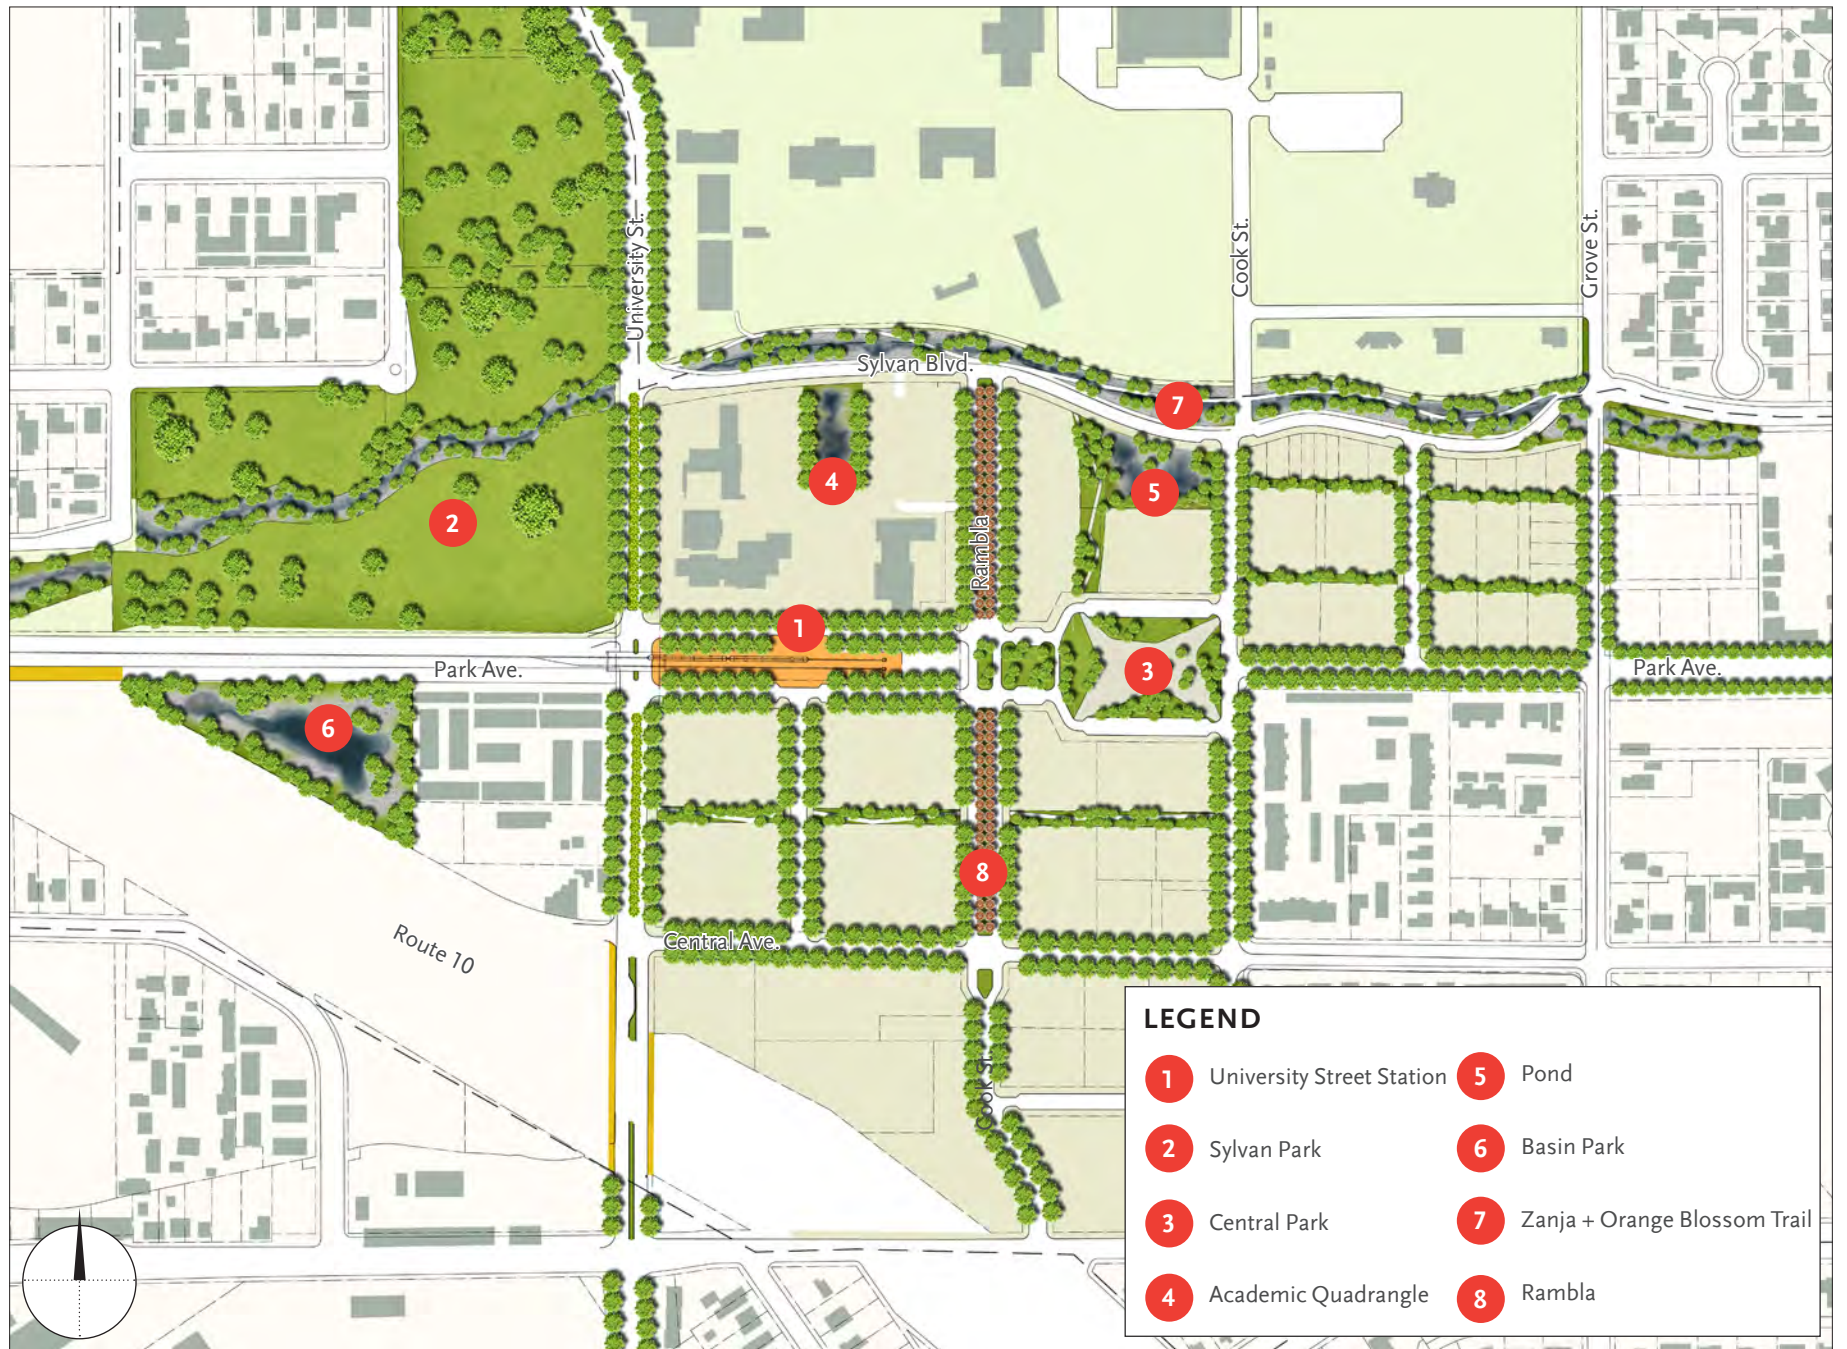 University St.
Cook St.
Grove St.
Sylvan Blvd.
7
4
5
2
Rambla
1
3
Park Ave.
Park Ave.
6
8
Central Ave.
Route 10
Cook St.
LEGEND
1 University Street Station
2 Sylvan Park
3 Central Park
4 Academic Quadrangle
5 Pond
6 Basin Park
7 Zanja + Orange Blossom Trail
8 Rambla